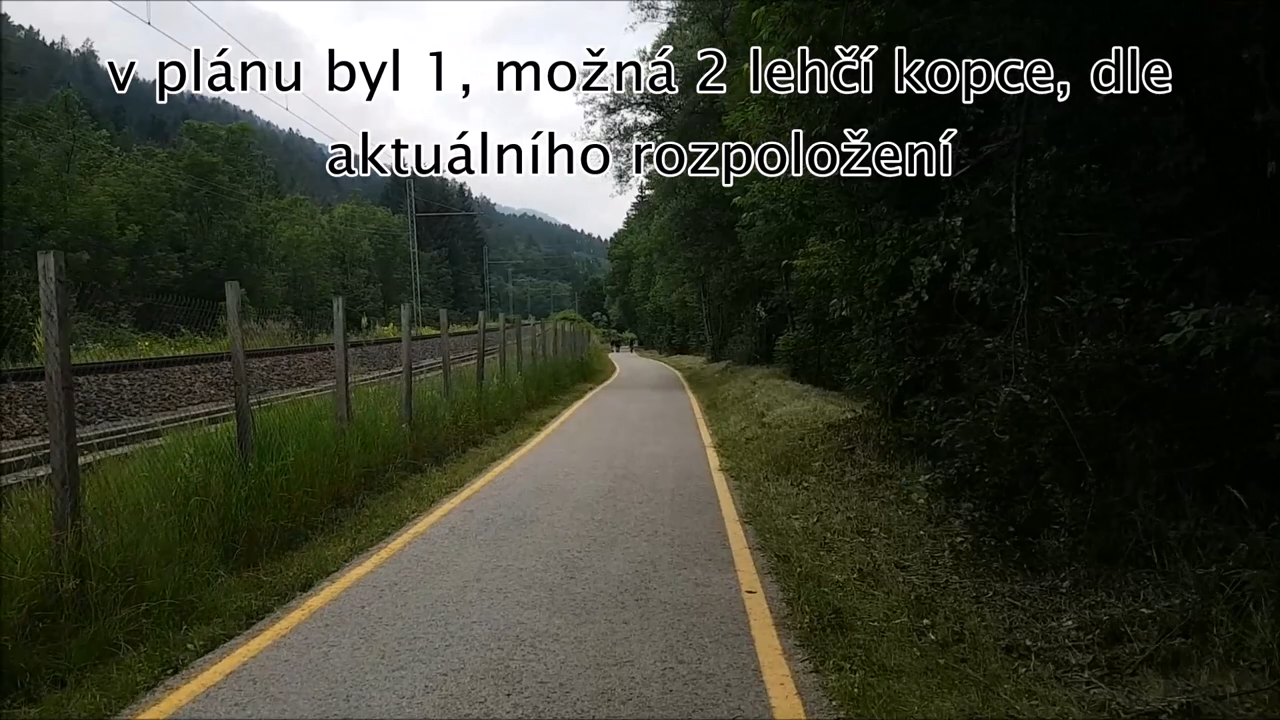 v plánu byl 1, možná 2 lehčí kopce, dle
aktuálního rozpoložení